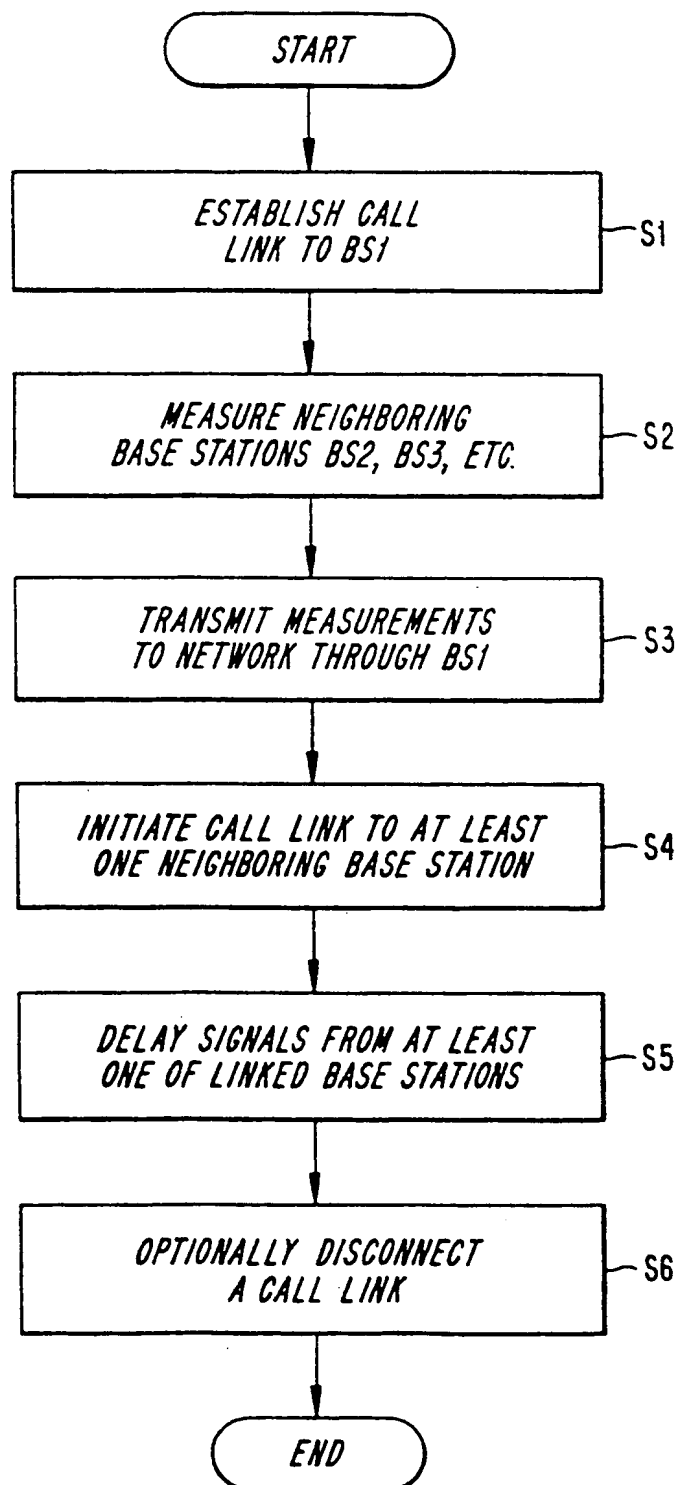 START
ESTABLISH CALL
LINK TO BS1
S1
MEASURE NEIGHBORING
BASE STATIONS BS2, BS3, ETC.
S2
TRANSMIT MEASUREMENTS
TO NETWORK THROUGH BS1
S3
INITIATE CALL LINK TO AT LEAST
ONE NEIGHBORING BASE STATION
S4
DELAY SIGNALS FROM AT LEAST
ONE OF LINKED BASE STATIONS
S5
OPTIONALLY DISCONNECT
A CALL LINK
S6
END